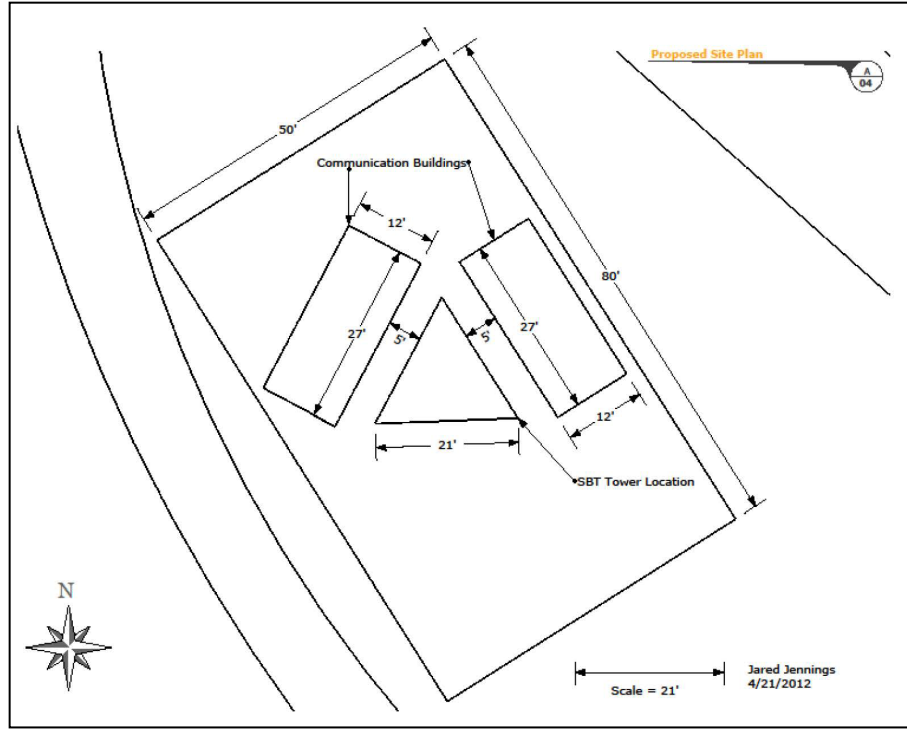 Proposed Site Plan
A
04
50'
Communication Buildings
12'
80'
27'
5'
27'
5'
12'
21'
SBT Tower Location
N
Scale = 21'
Jared Jennings
4/21/2012